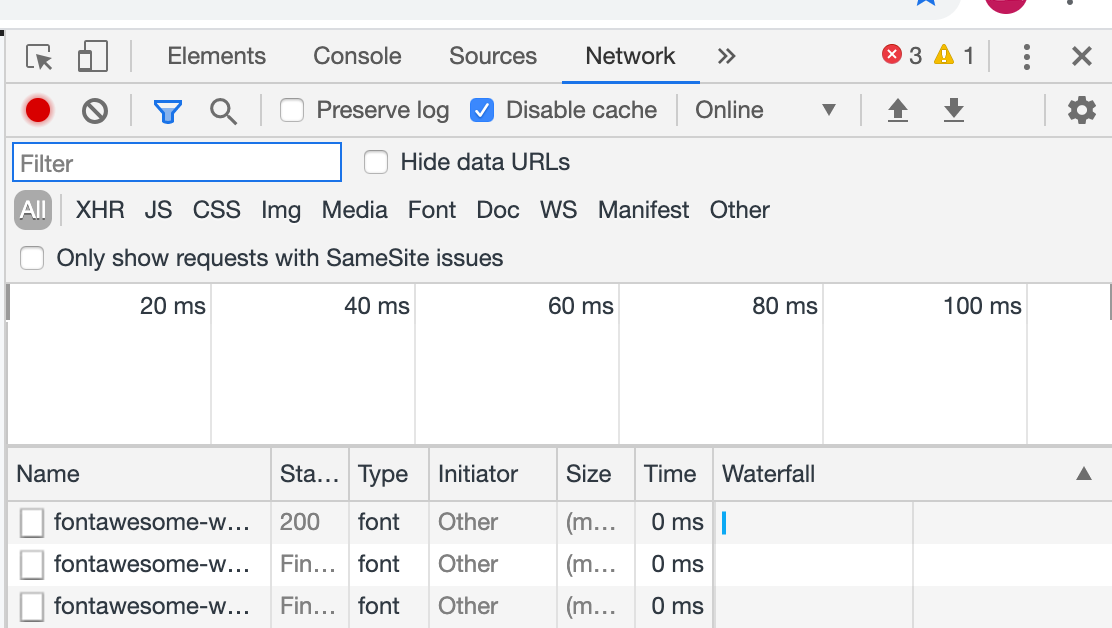 Elements Console Sources Network » 3 1
Preserve log Disable cache Online
Filter Hide data URLs
All XHR JS CSS Img Media Font Doc WS Manifest Other
Only show requests with SameSite issues
20 ms 40 ms 60 ms 80 ms 100 ms
Name Sta... Type Initiator Size Time Waterfall
fontawesome-w... 200 font Other (m... 0 ms
fontawesome-w... Fin... font Other (m... 0 ms
fontawesome-w... Fin... font Other (m... 0 ms